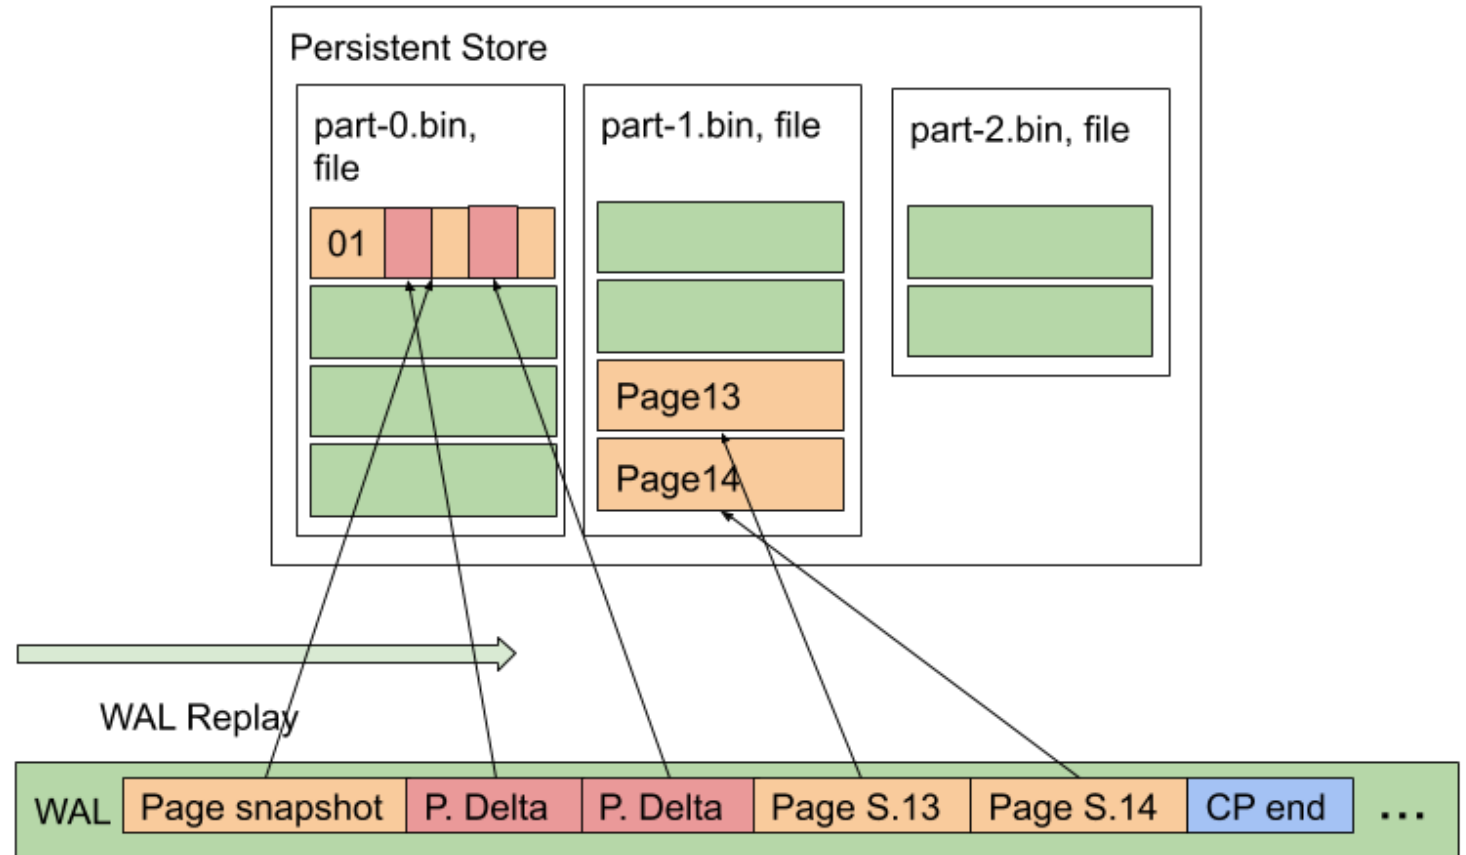 Persistent Store
part-0.bin,
file
part-1.bin, file
part-2.bin, file
01
Page13
Page14
WAL Replay
WAL
Page snapshot
P. Delta
P. Delta
Page S.13
Page S.14
CP end
...